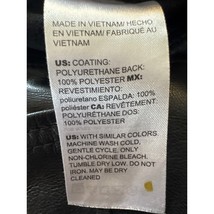 MADE IN VIETNAM/ HECHO
EN VIETNAM/ FABRIQUÉ AU
VIETNAM
US: COATING:
POLYURETHANE BACK:
100% POLYESTER MX:
REVESTIMIENTO:
poliuretano ESPALDA: 100%
poliéster CA: REVÊTEMENT:
POLYURETHANE DOS: 100%
POLYESTER
US: WITH SIMILAR COLORS
MACHINE WASH COLD,
GENTLE CYCLE. ONLY
NON-CHLORINE BLEACH.
TUMBLE DRY LOW. DO NOT
IRON. MAY BE DRY
CLEANED